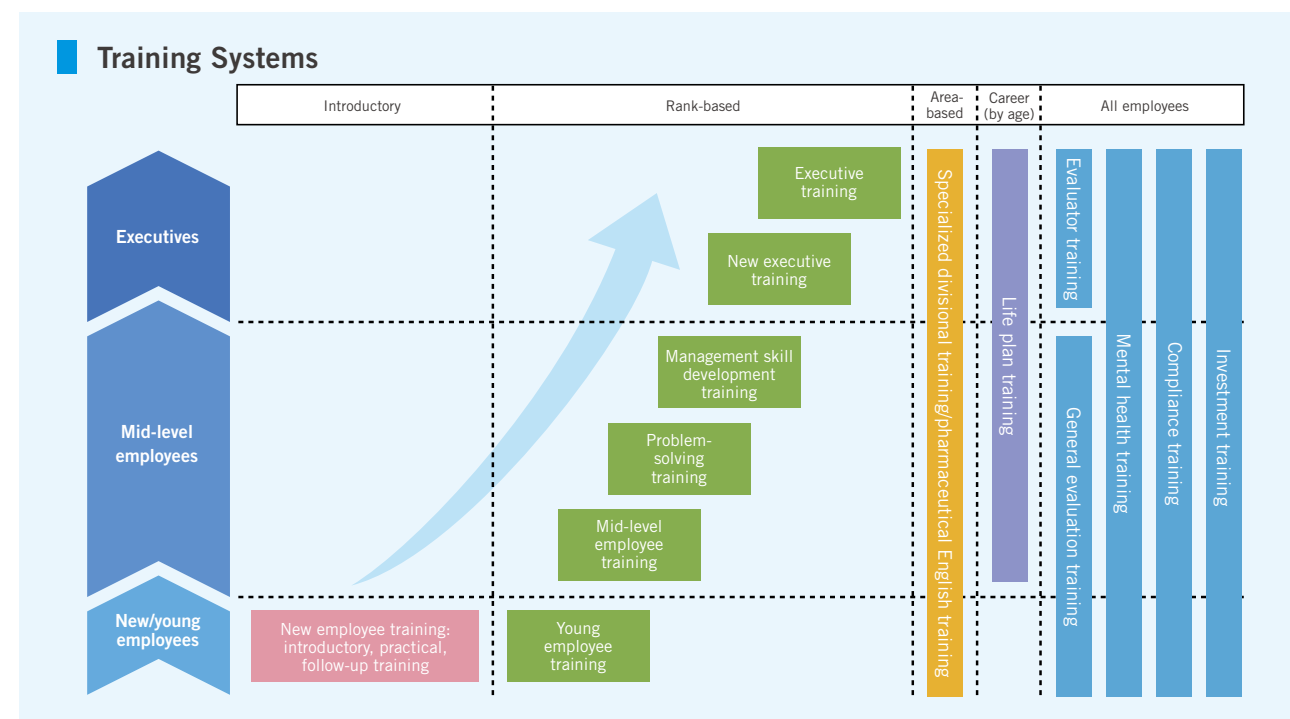 Training Systems
Introductory
Rank-based
Area-
based
Career
(by age)
All employees
Executives
Executive
training
New executive
training
Mid-level
employees
Management skill
development
training
Problem-
solving
training
Mid-level
employee
training
New/young
employees
New employee training:
introductory, practical,
follow-up training
Young
employee
training
Specialized divisional training/pharmaceutical English training
Life plan training
Evaluator training
General evaluation training
Mental health training
Compliance training
Investment training